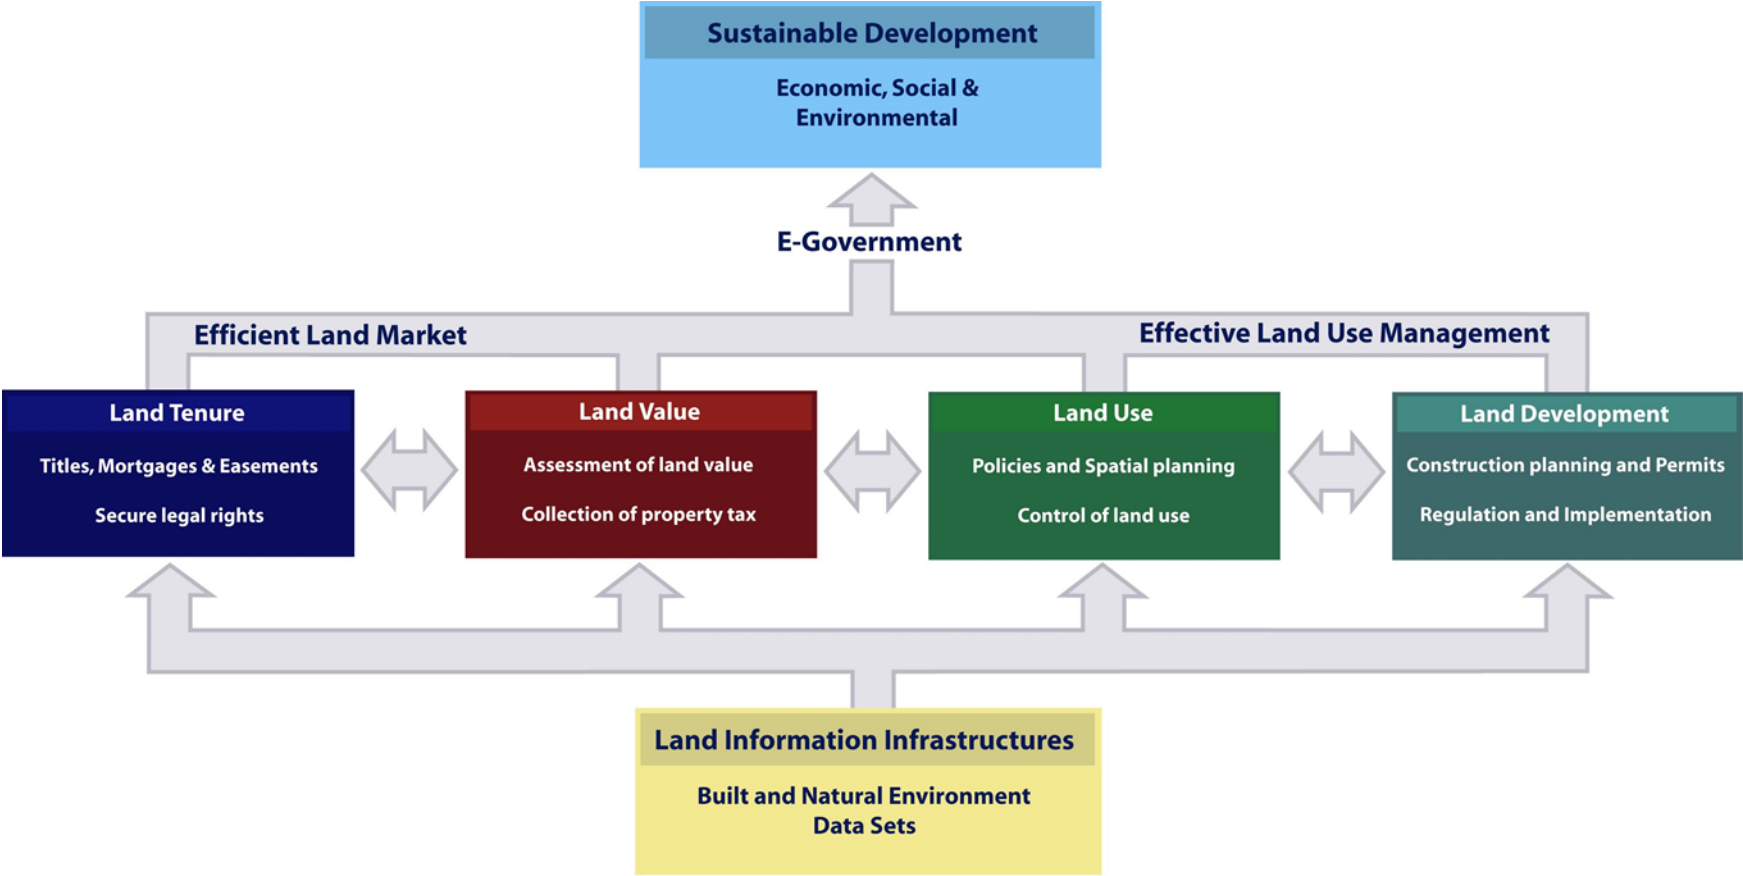 Sustainable Development
Economic, Social &
Environmental
E-Government
Efficient Land Market
Effective Land Use Management
Land Tenure
Titles, Mortgages & Easements
Secure legal rights
Land Value
Assessment of land value
Collection of property tax
Land Use
Policies and Spatial planning
Control of land use
Land Development
Construction planning and Permits
Regulation and Implementation
Land Information Infrastructures
Built and Natural Environment
Data Sets